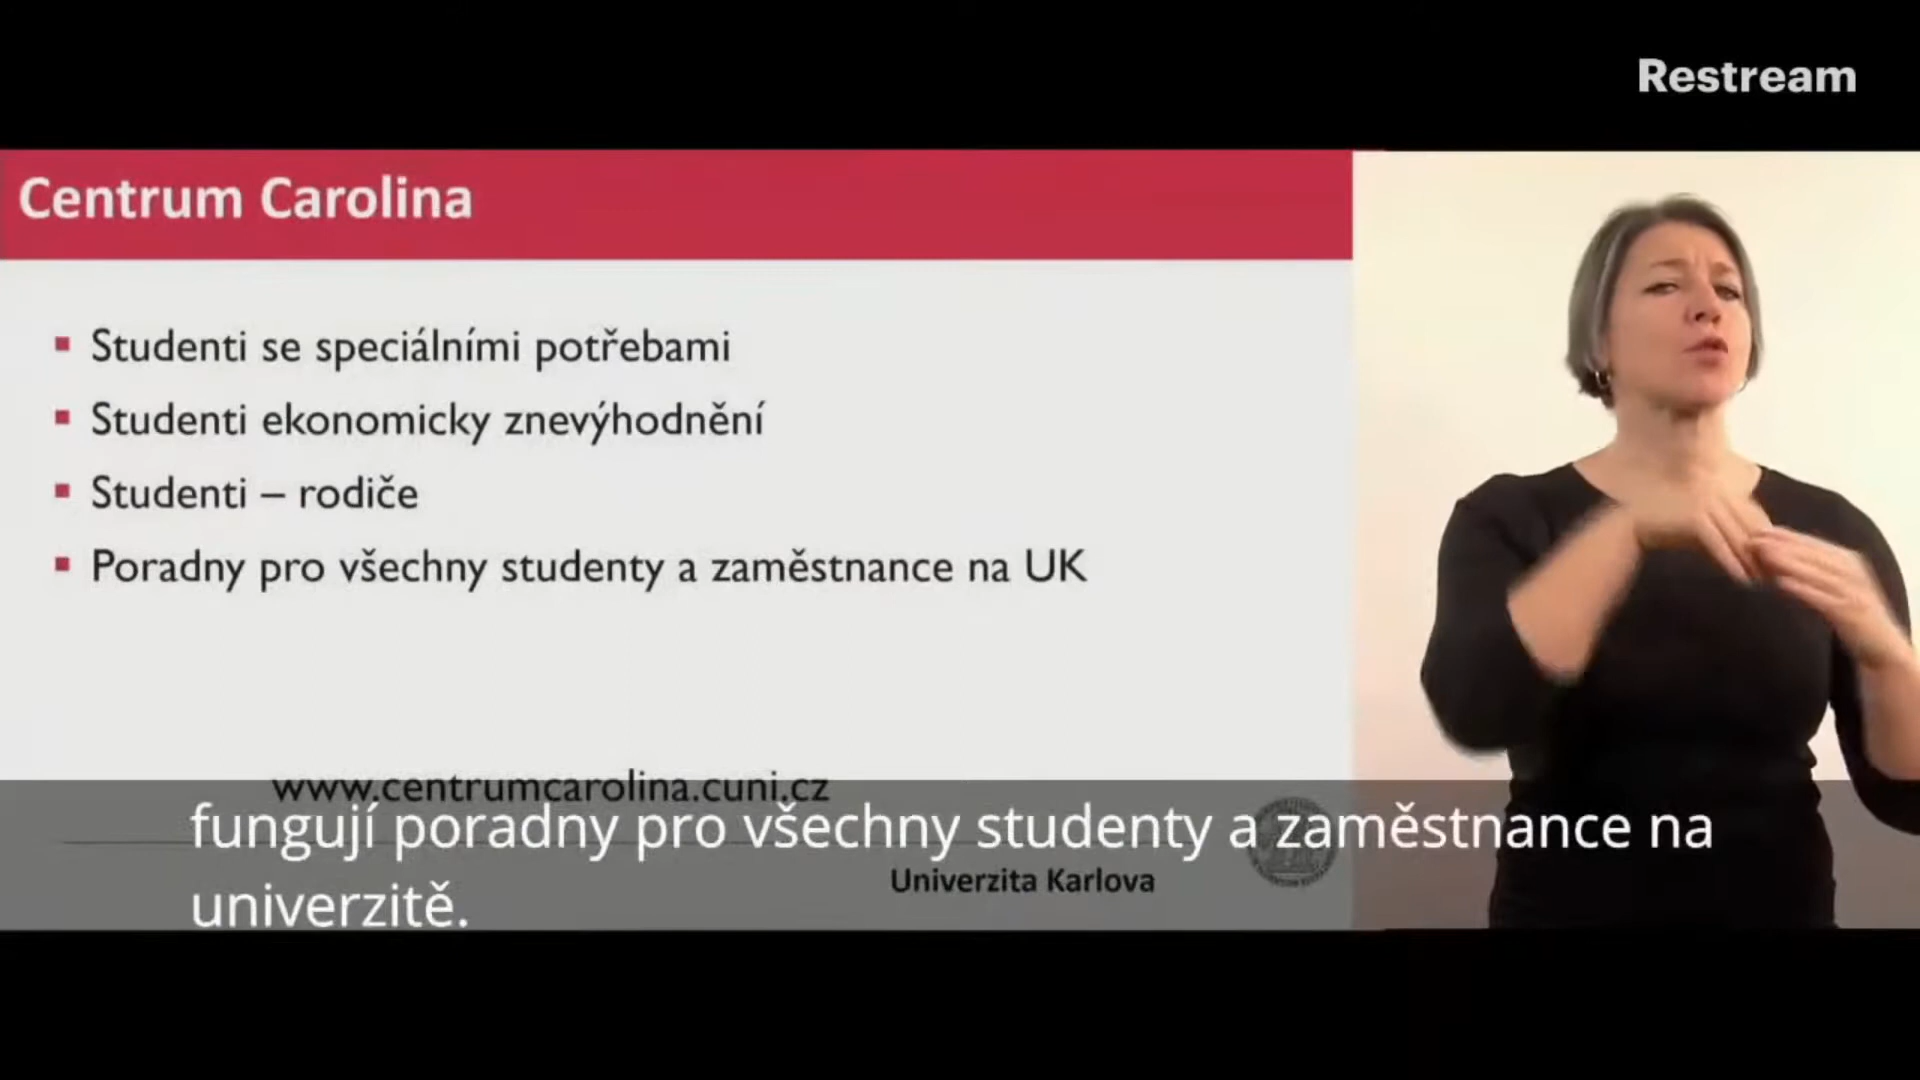 Restream
Centrum Carolina
Studenti se speciálními potřebami
Studenti ekonomicky znevýhodnění
Studenti – rodiče
Poradny pro všechny studenty a zaměstnance na UK
www.centrumcarolina.cuni.cz
fungují poradny pro všechny studenty a zaměstnance na
Univerzita Karlova
univerzitě.